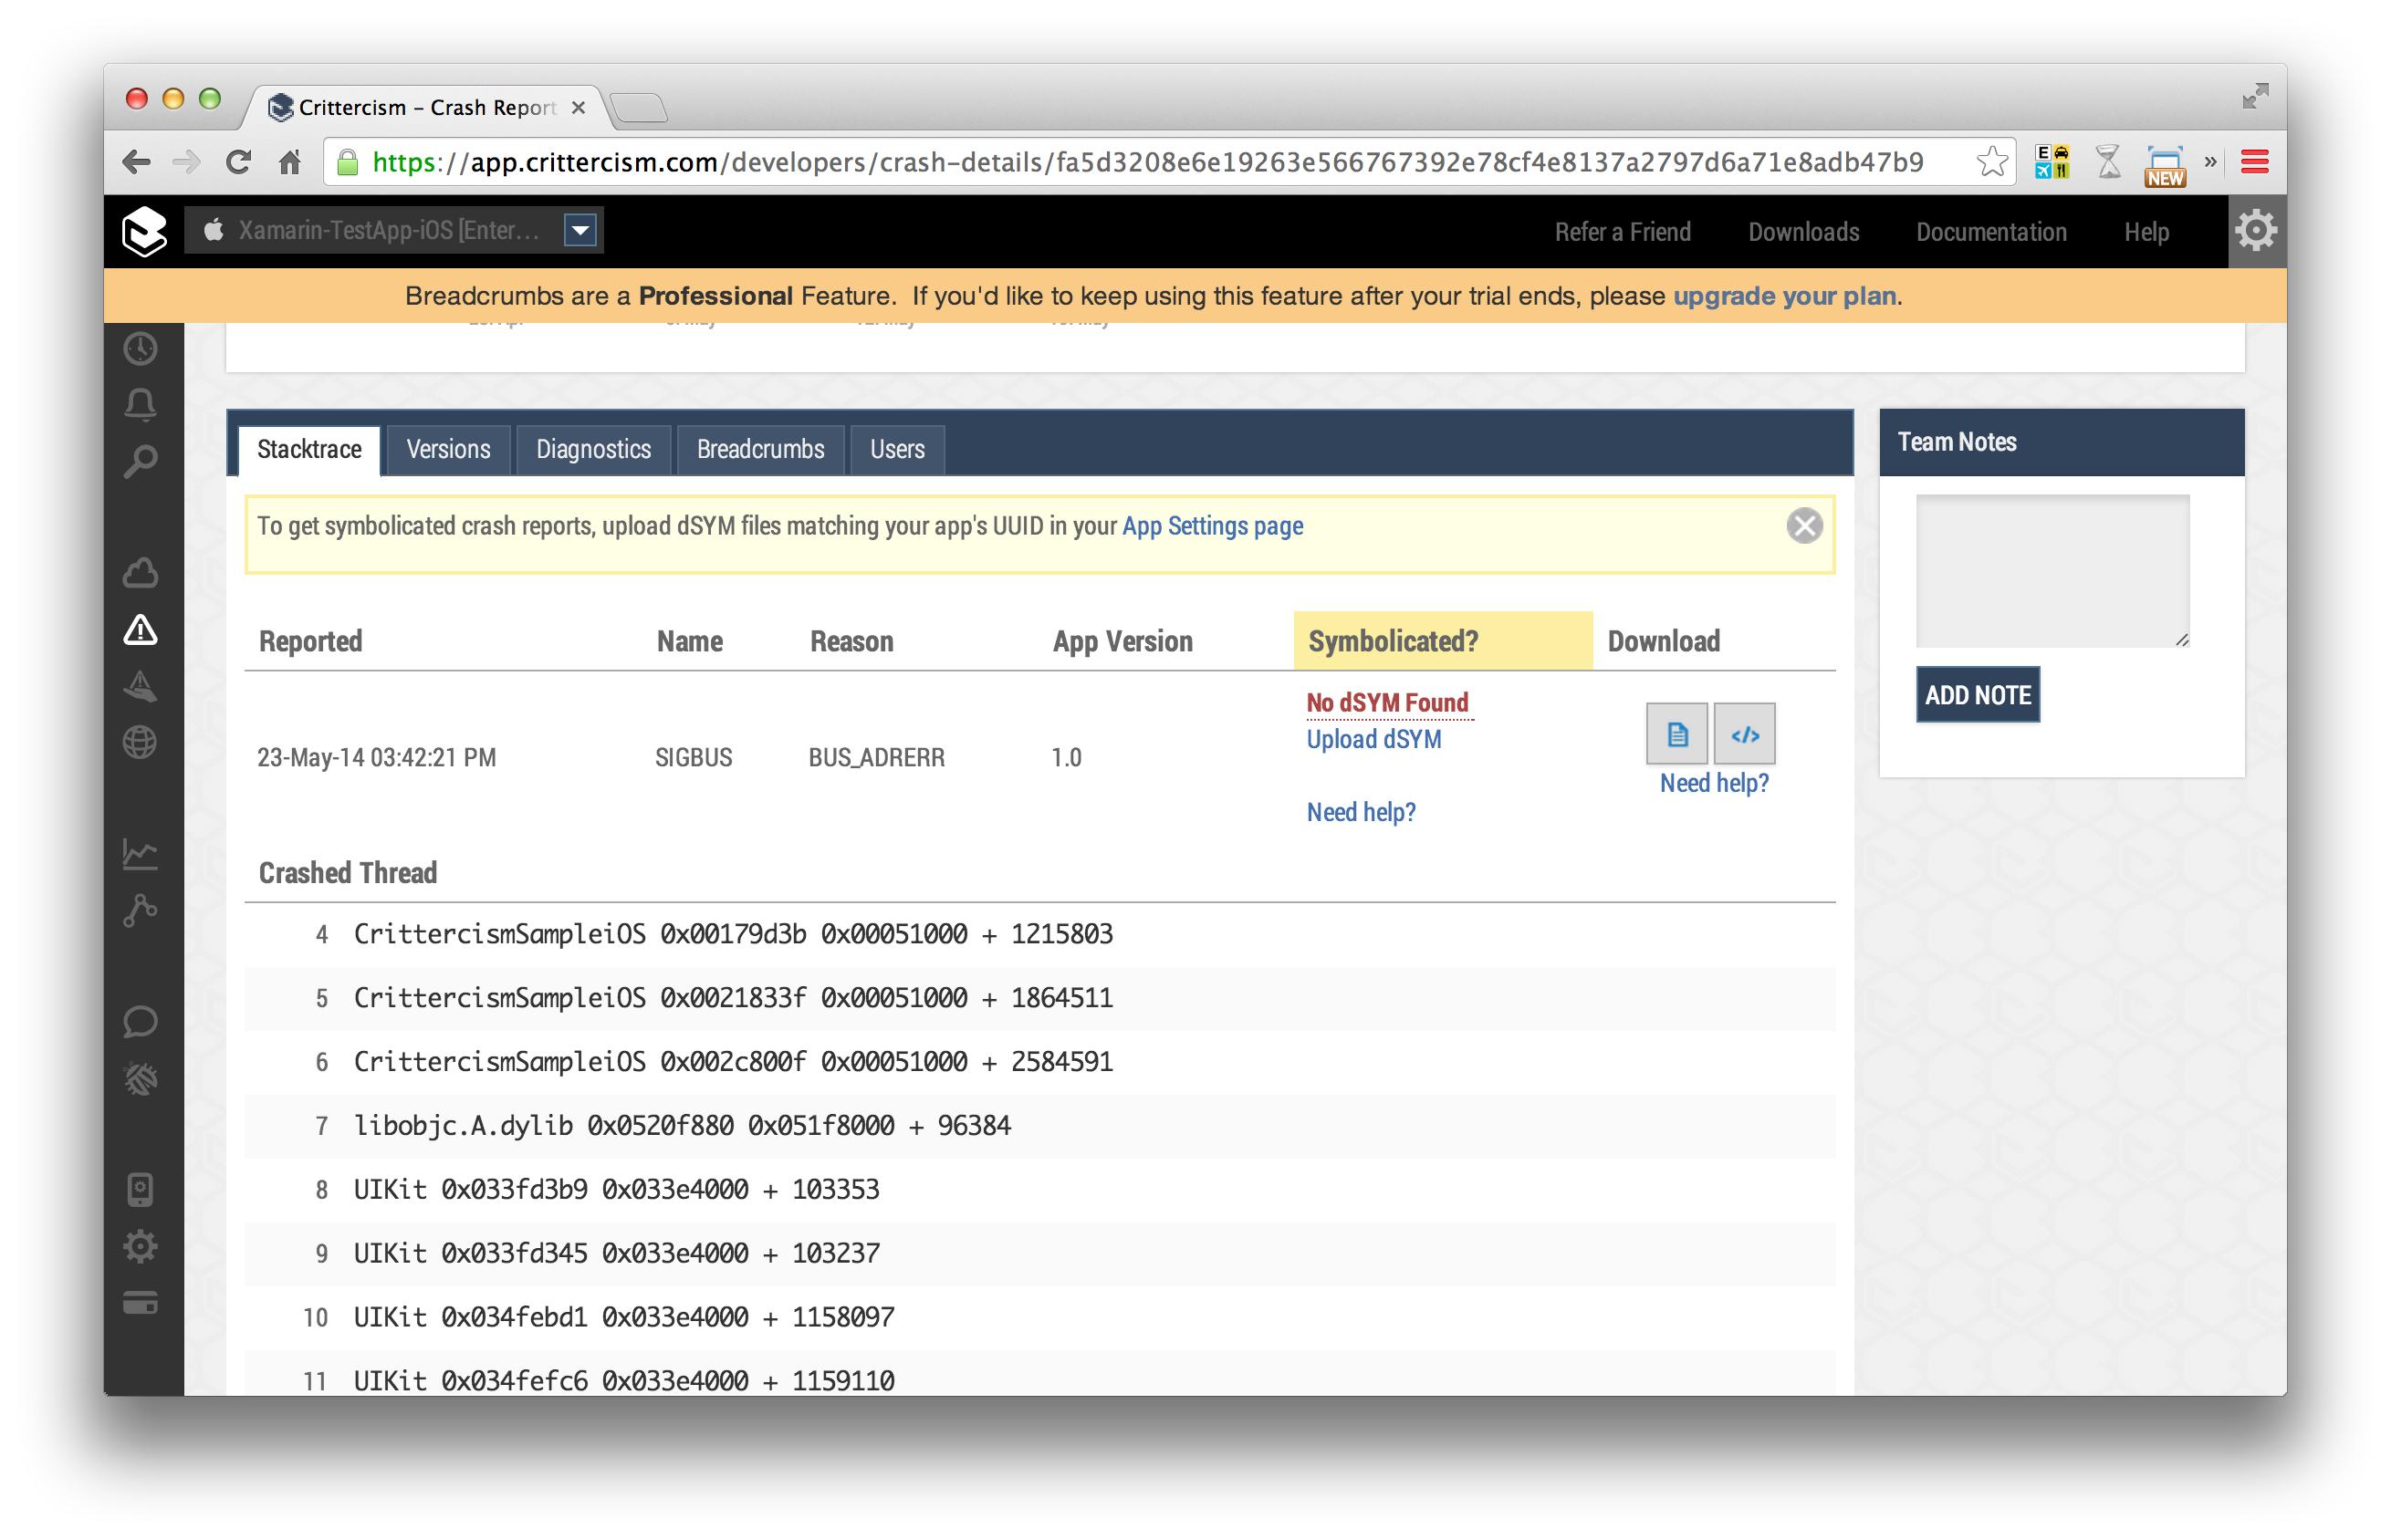 Crittercism – Crash Report
https://app.crittercism.com/developers/crash-details/fa5d3208e6e19263e566767392e78cf4e8137a2797d6a71e8adb47b9
E
NEW
»
Xamarin-TestApp-iOS [Enter...
Refer a Friend
Downloads
Documentation
Help
Breadcrumbs are a Professional Feature. If you'd like to keep using this feature after your trial ends, please upgrade your plan.
Stacktrace
Versions
Diagnostics
Breadcrumbs
Users
Team Notes
To get symbolicated crash reports, upload dSYM files matching your app's UUID in your App Settings page
Reported Name Reason App Version Symbolicated? Download
No dSYM Found
Upload dSYM
ADD NOTE
23-May-14 03:42:21 PM SIGBUS BUS_ADRERR 1.0
</>
Need help?
Need help?
Crashed Thread
4 CrittercismSampleiOS 0x00179d3b 0x00051000 + 1215803
5 CrittercismSampleiOS 0x0021833f 0x00051000 + 1864511
6 CrittercismSampleiOS 0x002c800f 0x00051000 + 2584591
7 libobjc.A.dylib 0x0520f880 0x051f8000 + 96384
8 UIKit 0x033fd3b9 0x033e4000 + 103353
9 UIKit 0x033fd345 0x033e4000 + 103237
10 UIKit 0x034febd1 0x033e4000 + 1158097
11 UIKit 0x034fefc6 0x033e4000 + 1159110